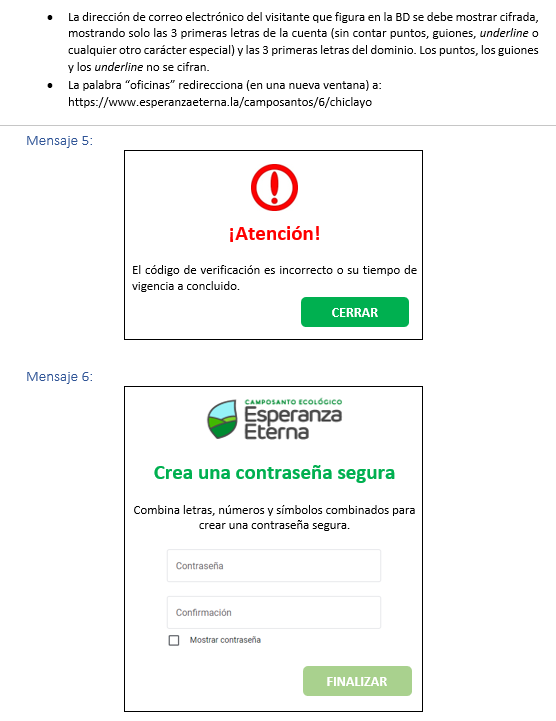 • La dirección de correo electrónico del visitante que figura en la BD se debe mostrar cifrada,
mostrando solo las 3 primeras letras de la cuenta (sin contar puntos, guiones, underline o
cualquier otro carácter especial) y las 3 primeras letras del dominio. Los puntos, los guiones
y los underline no se cifran.
• La palabra “oficinas” redirecciona (en una nueva ventana) a:
https://www.esperanzaeterna.la/camposantos/6/chiclayo
Mensaje 5:
¡Atención!
El código de verificación es incorrecto o su tiempo de
vigencia a concluido.
CERRAR
Mensaje 6:
CAMPOSANTO ECOLÓGICO
Esperanza
Eterna
Crea una contraseña segura
Combina letras, números y símbolos combinados para
crear una contraseña segura.
Contraseña
Confirmación
Mostrar contraseña
FINALIZAR